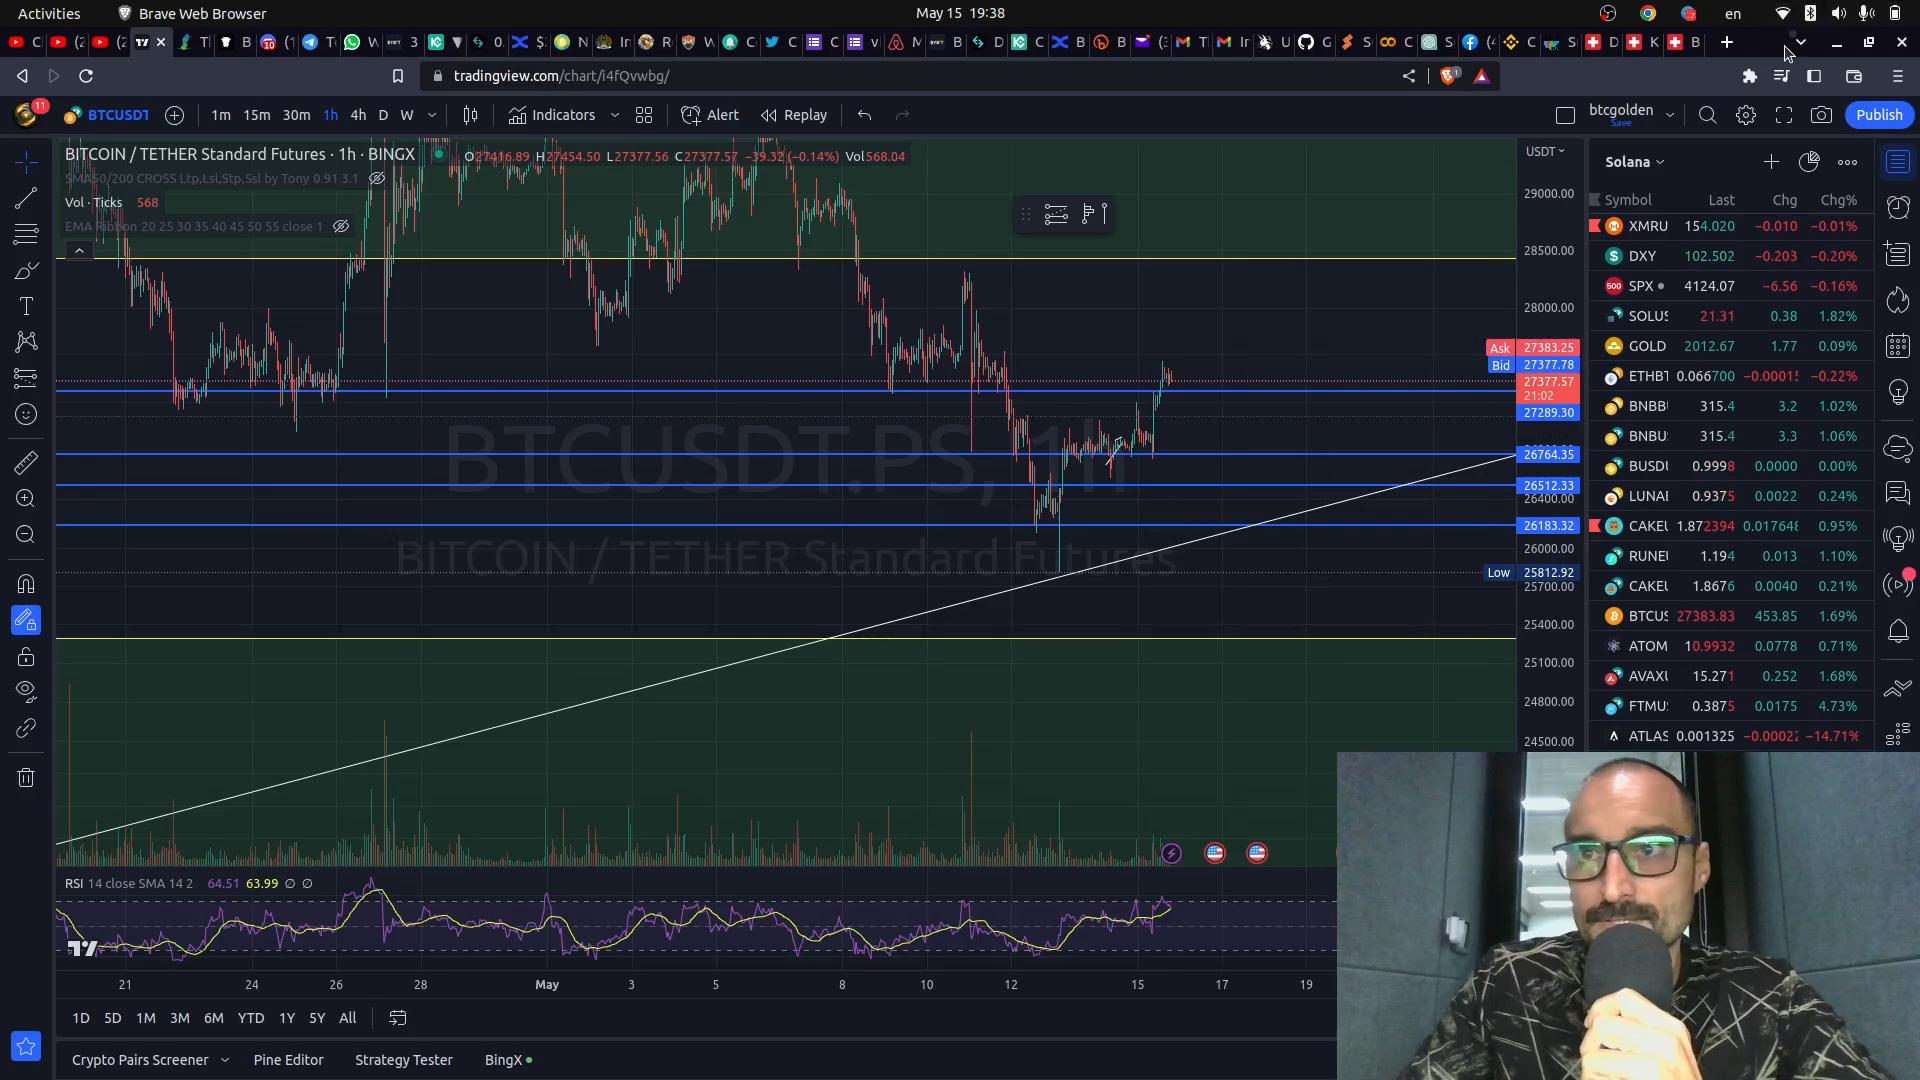 Activities Brave Web Browser May 15 19:38 en
tradingview.com/chart/i4fQvwbg/
11 BTCUSDT 1m 15m 30m 1h 4h D W Indicators Alert Replay btcgolden Save Publish
BITCOIN / TETHER Standard Futures · 1h · BINGX O27416.89 H27454.50 L27377.56 C27377.57 −39.32 (−0.14%) Vol568.04
SMA50/200 CROSS Ltp,Lsl,Stp,Ssl by Tony 0.91 3.1
Vol · Ticks 568
EMA Ribbon 20 25 30 35 40 45 50 55 close 1
BTCUSDT.PS, 1h
BITCOIN / TETHER Standard Futures
USDT
29000.00
28500.00
28000.00
Ask 27383.25
Bid 27377.78
27377.57
21:02
27289.30
26764.35
26512.33
26400.00
26183.32
26000.00
Low 25812.92
25700.00
25400.00
25100.00
24800.00
24500.00
RSI 14 close SMA 14 2 64.51 63.99
21 24 26 28 May 3 5 8 10 12 15 17 19
1D 5D 1M 3M 6M YTD 1Y 5Y All
Crypto Pairs Screener Pine Editor Strategy Tester BingX
Solana
Symbol Last Chg Chg%
XMRU 154.020 −0.010 −0.01%
DXY 102.502 −0.203 −0.20%
SPX 4124.07 −6.56 −0.16%
SOLUS 21.31 0.38 1.82%
GOLD 2012.67 1.77 0.09%
ETHBT 0.066700 −0.00015 −0.22%
BNBB 315.4 3.2 1.02%
BNBU 315.4 3.3 1.06%
BUSDU 0.9998 0.0000 0.00%
LUNAE 0.9375 0.0022 0.24%
CAKEU 1.872394 0.017648 0.95%
RUNEU 1.194 0.013 1.10%
CAKEU 1.8676 0.0040 0.21%
BTCUS 27383.83 453.85 1.69%
ATOM 10.9932 0.0778 0.71%
AVAXU 15.271 0.252 1.68%
FTMUS 0.3875 0.0175 4.73%
ATLAS 0.001325 −0.00022 −14.71%